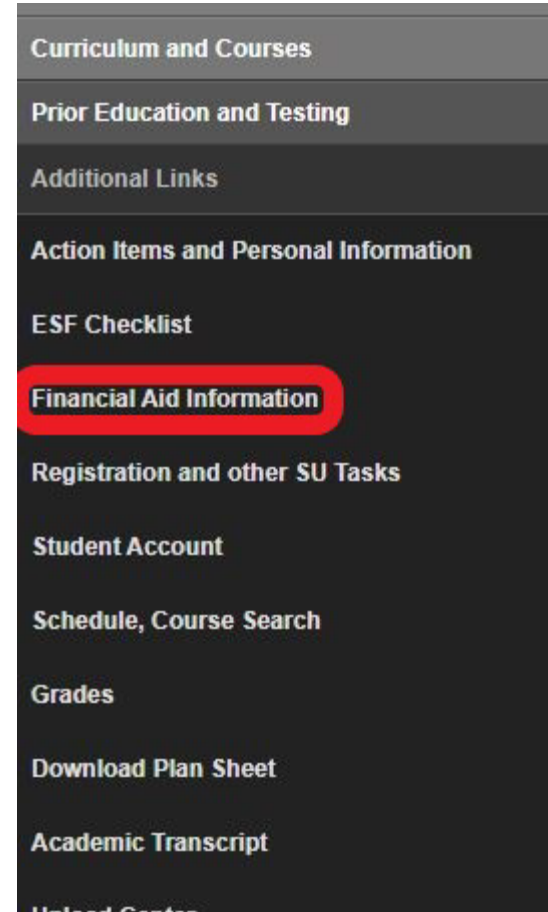 Curriculum and Courses
Prior Education and Testing
Additional Links
Action Items and Personal Information
ESF Checklist
Financial Aid Information
Registration and other SU Tasks
Student Account
Schedule, Course Search
Grades
Download Plan Sheet
Academic Transcript